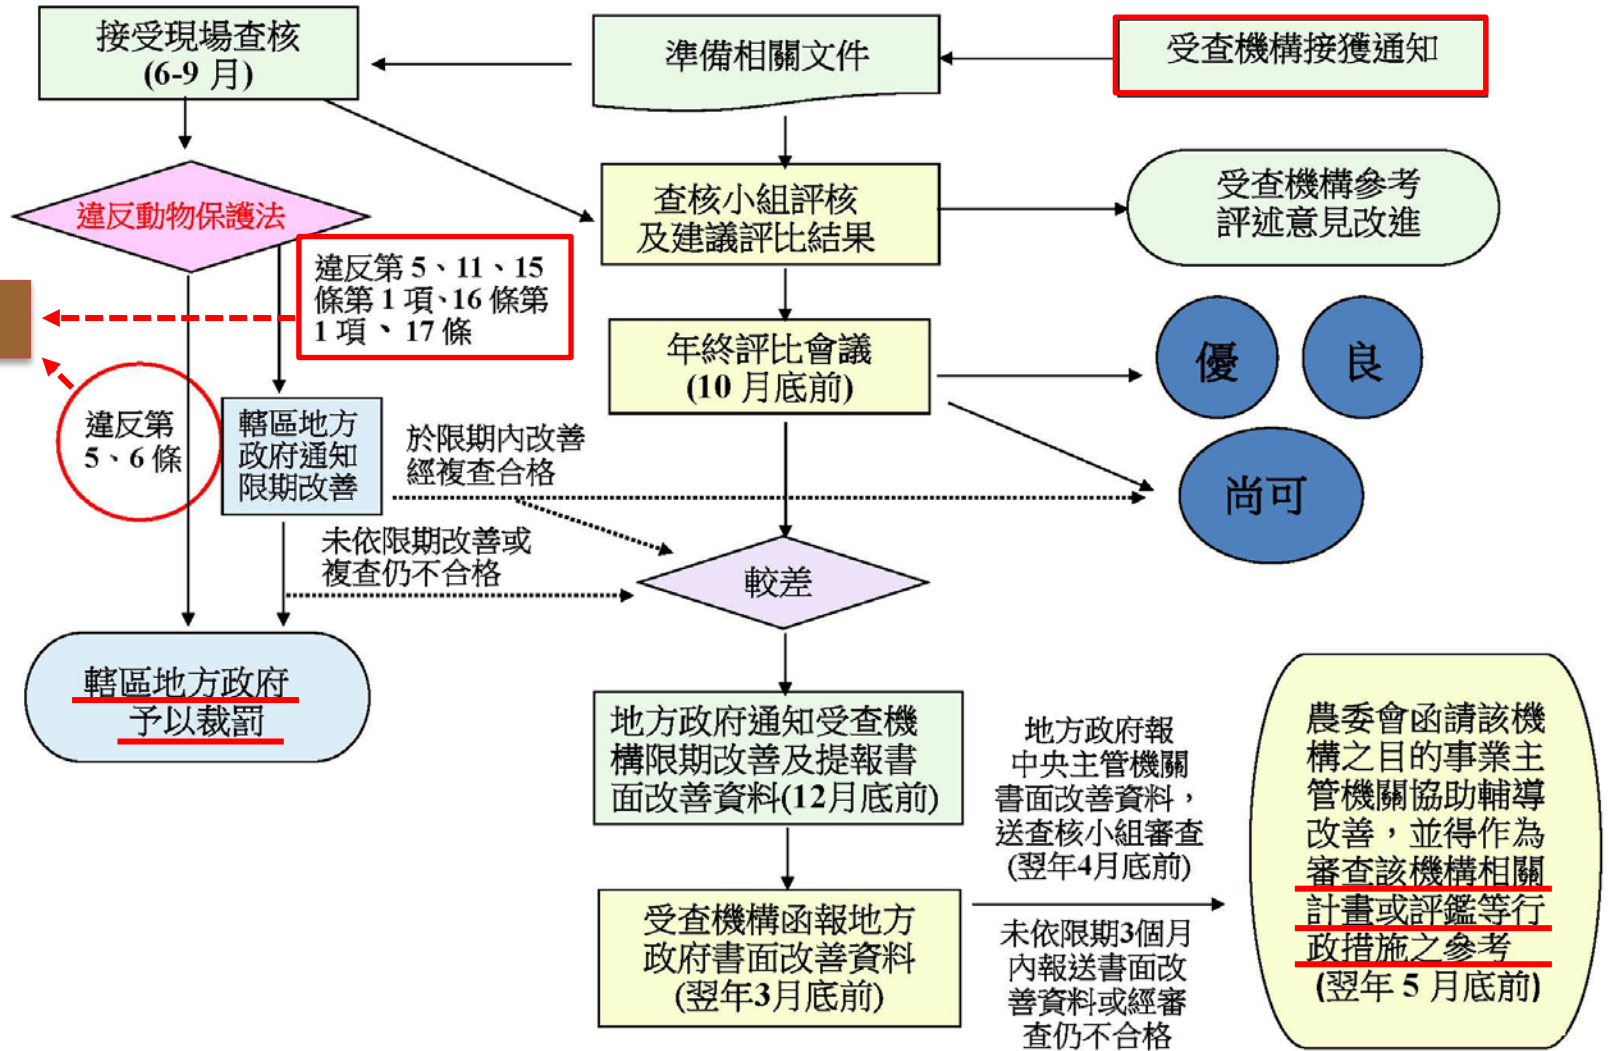 接受現場查核
(6-9 月)
準備相關文件
受查機構接獲通知
違反動物保護法
查核小組評核
及建議評比結果
受查機構參考
評述意見改進
違反第 5、11、15
條第 1 項、16 條第
1 項、 17 條
年終評比會議
(10 月底前)
優
良
違反第
5、6 條
轄區地方
政府通知
限期改善
於限期內改善
經複查合格
尚可
未依限期改善或
複查仍不合格
較差
轄區地方政府
予以裁罰
地方政府通知受查機
構限期改善及提報書
面改善資料(12月底前)
地方政府報
中央主管機關
書面改善資料，
送查核小組審查
(翌年4月底前)
農委會函請該機
構之目的事業主
管機關協助輔導
改善，並得作為
審查該機構相關
計畫或評鑑等行
政措施之參考
(翌年 5 月底前)
受查機構函報地方
政府書面改善資料
(翌年3月底前)
未依限期3個月
內報送書面改
善資料或經審
查仍不合格